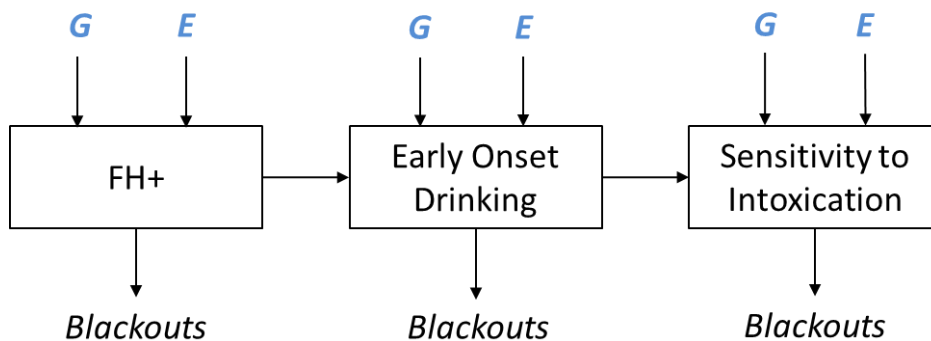 G E G E G E
FH+
Early Onset
Drinking
Sensitivity to
Intoxication
Blackouts Blackouts Blackouts